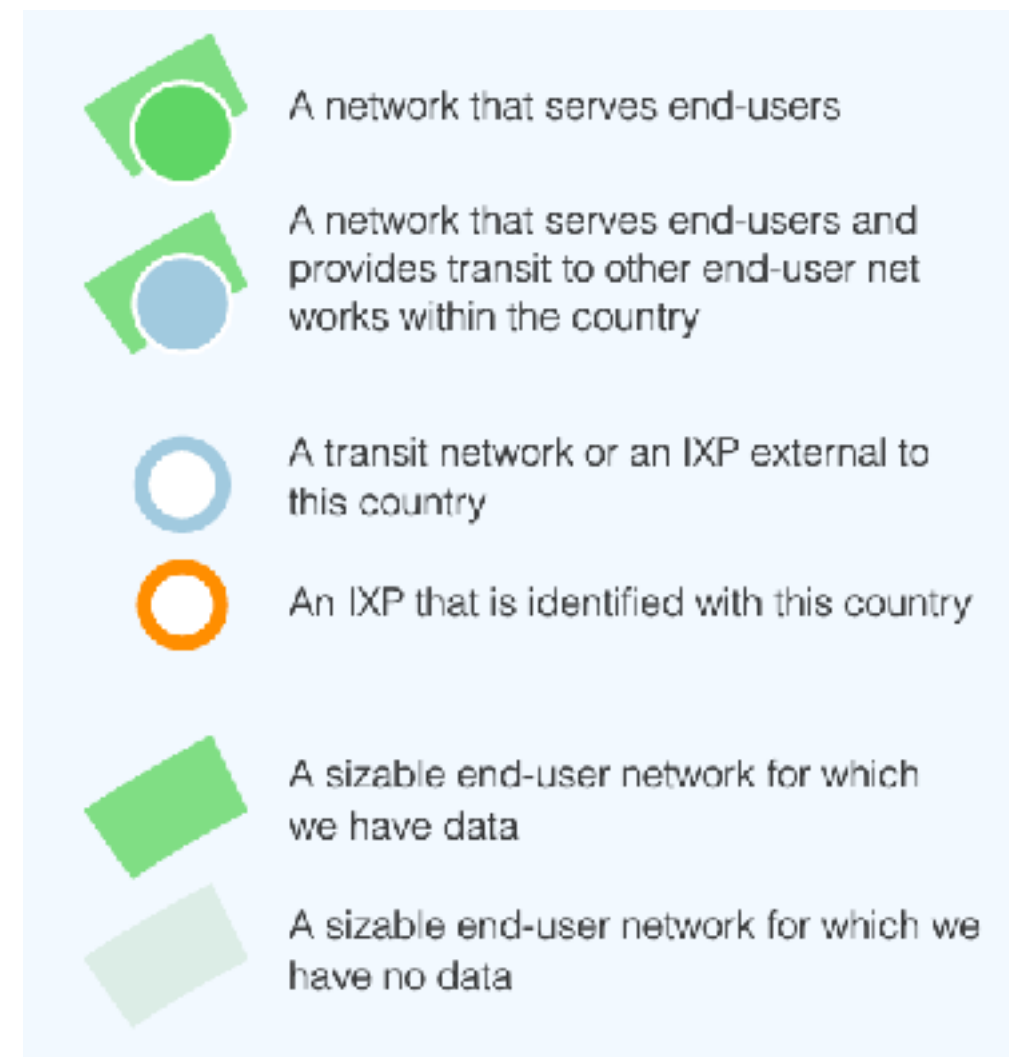 A network that serves end-users
A network that serves end-users and
provides transit to other end-user net
works within the country
A transit network or an IXP external to
this country
An IXP that is identified with this country
A sizable end-user network for which
we have data
A sizable end-user network for which we
have no data